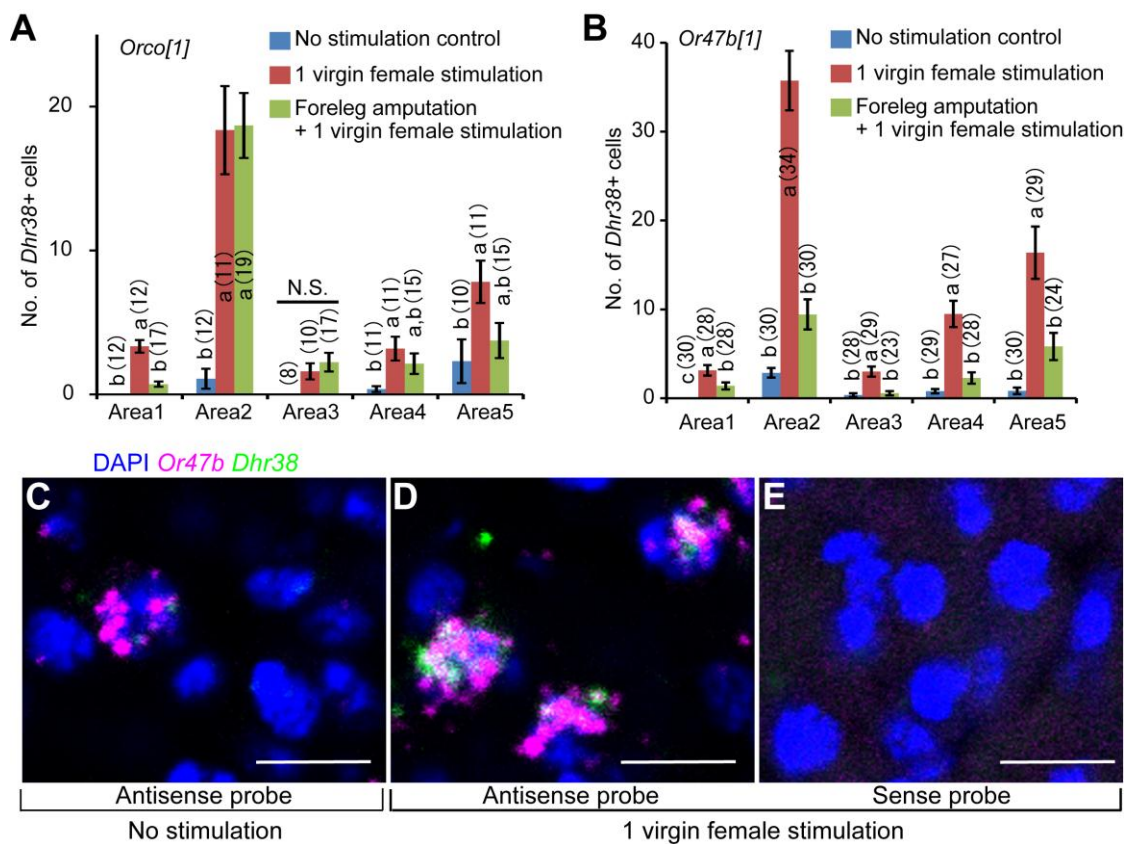 A
Orco[1]
No stimulation control
1 virgin female stimulation
Foreleg amputation
+ 1 virgin female stimulation
No. of Dhr38+ cells
20
10
0
b (12)
a (12)
b (17)
b (12)
a (11)
a (19)
N.S.
(8)
(10)
(17)
b (11)
a (11)
a,b (15)
b (10)
a (11)
a,b (15)
Area1 Area2 Area3 Area4 Area5
B
Or47b[1]
No stimulation control
1 virgin female stimulation
Foreleg amputation
+ 1 virgin female stimulation
No. of Dhr38+ cells
40
30
20
10
0
c (30)
a (28)
b (28)
b (30)
a (34)
b (30)
b (28)
a (29)
b (23)
b (29)
a (27)
b (28)
b (30)
a (29)
b (24)
Area1 Area2 Area3 Area4 Area5
DAPI Or47b Dhr38
C D E
Antisense probe Antisense probe Sense probe
No stimulation 1 virgin female stimulation